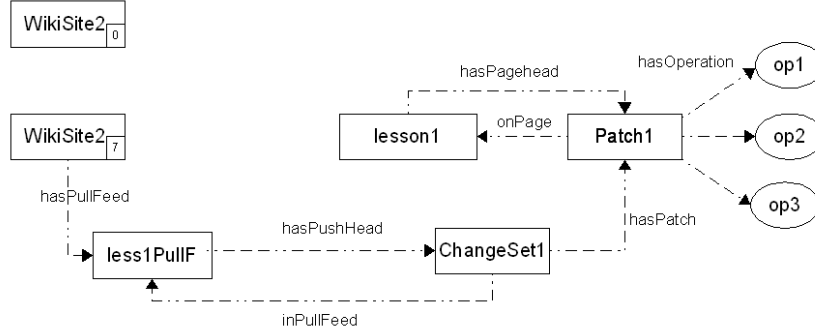 WikiSite2
0
op1
hasOperation
hasPagehead
WikiSite2
7
lesson1
onPage
Patch1
op2
hasPullFeed
op3
hasPatch
hasPushHead
less1PullF
ChangeSet1
inPullFeed